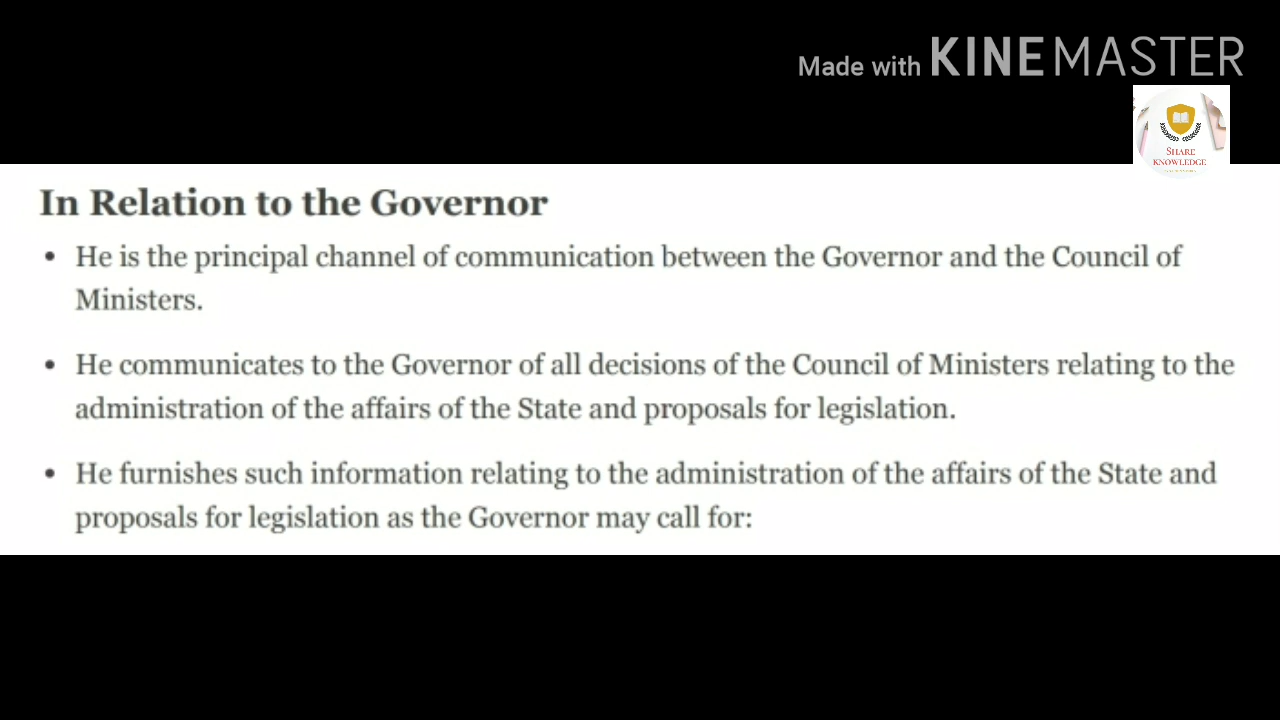 Made with KINEMASTER
SHARE
KNOWLEDGE
In Relation to the Governor
• He is the principal channel of communication between the Governor and the Council of
Ministers.
• He communicates to the Governor of all decisions of the Council of Ministers relating to the
administration of the affairs of the State and proposals for legislation.
• He furnishes such information relating to the administration of the affairs of the State and
proposals for legislation as the Governor may call for: